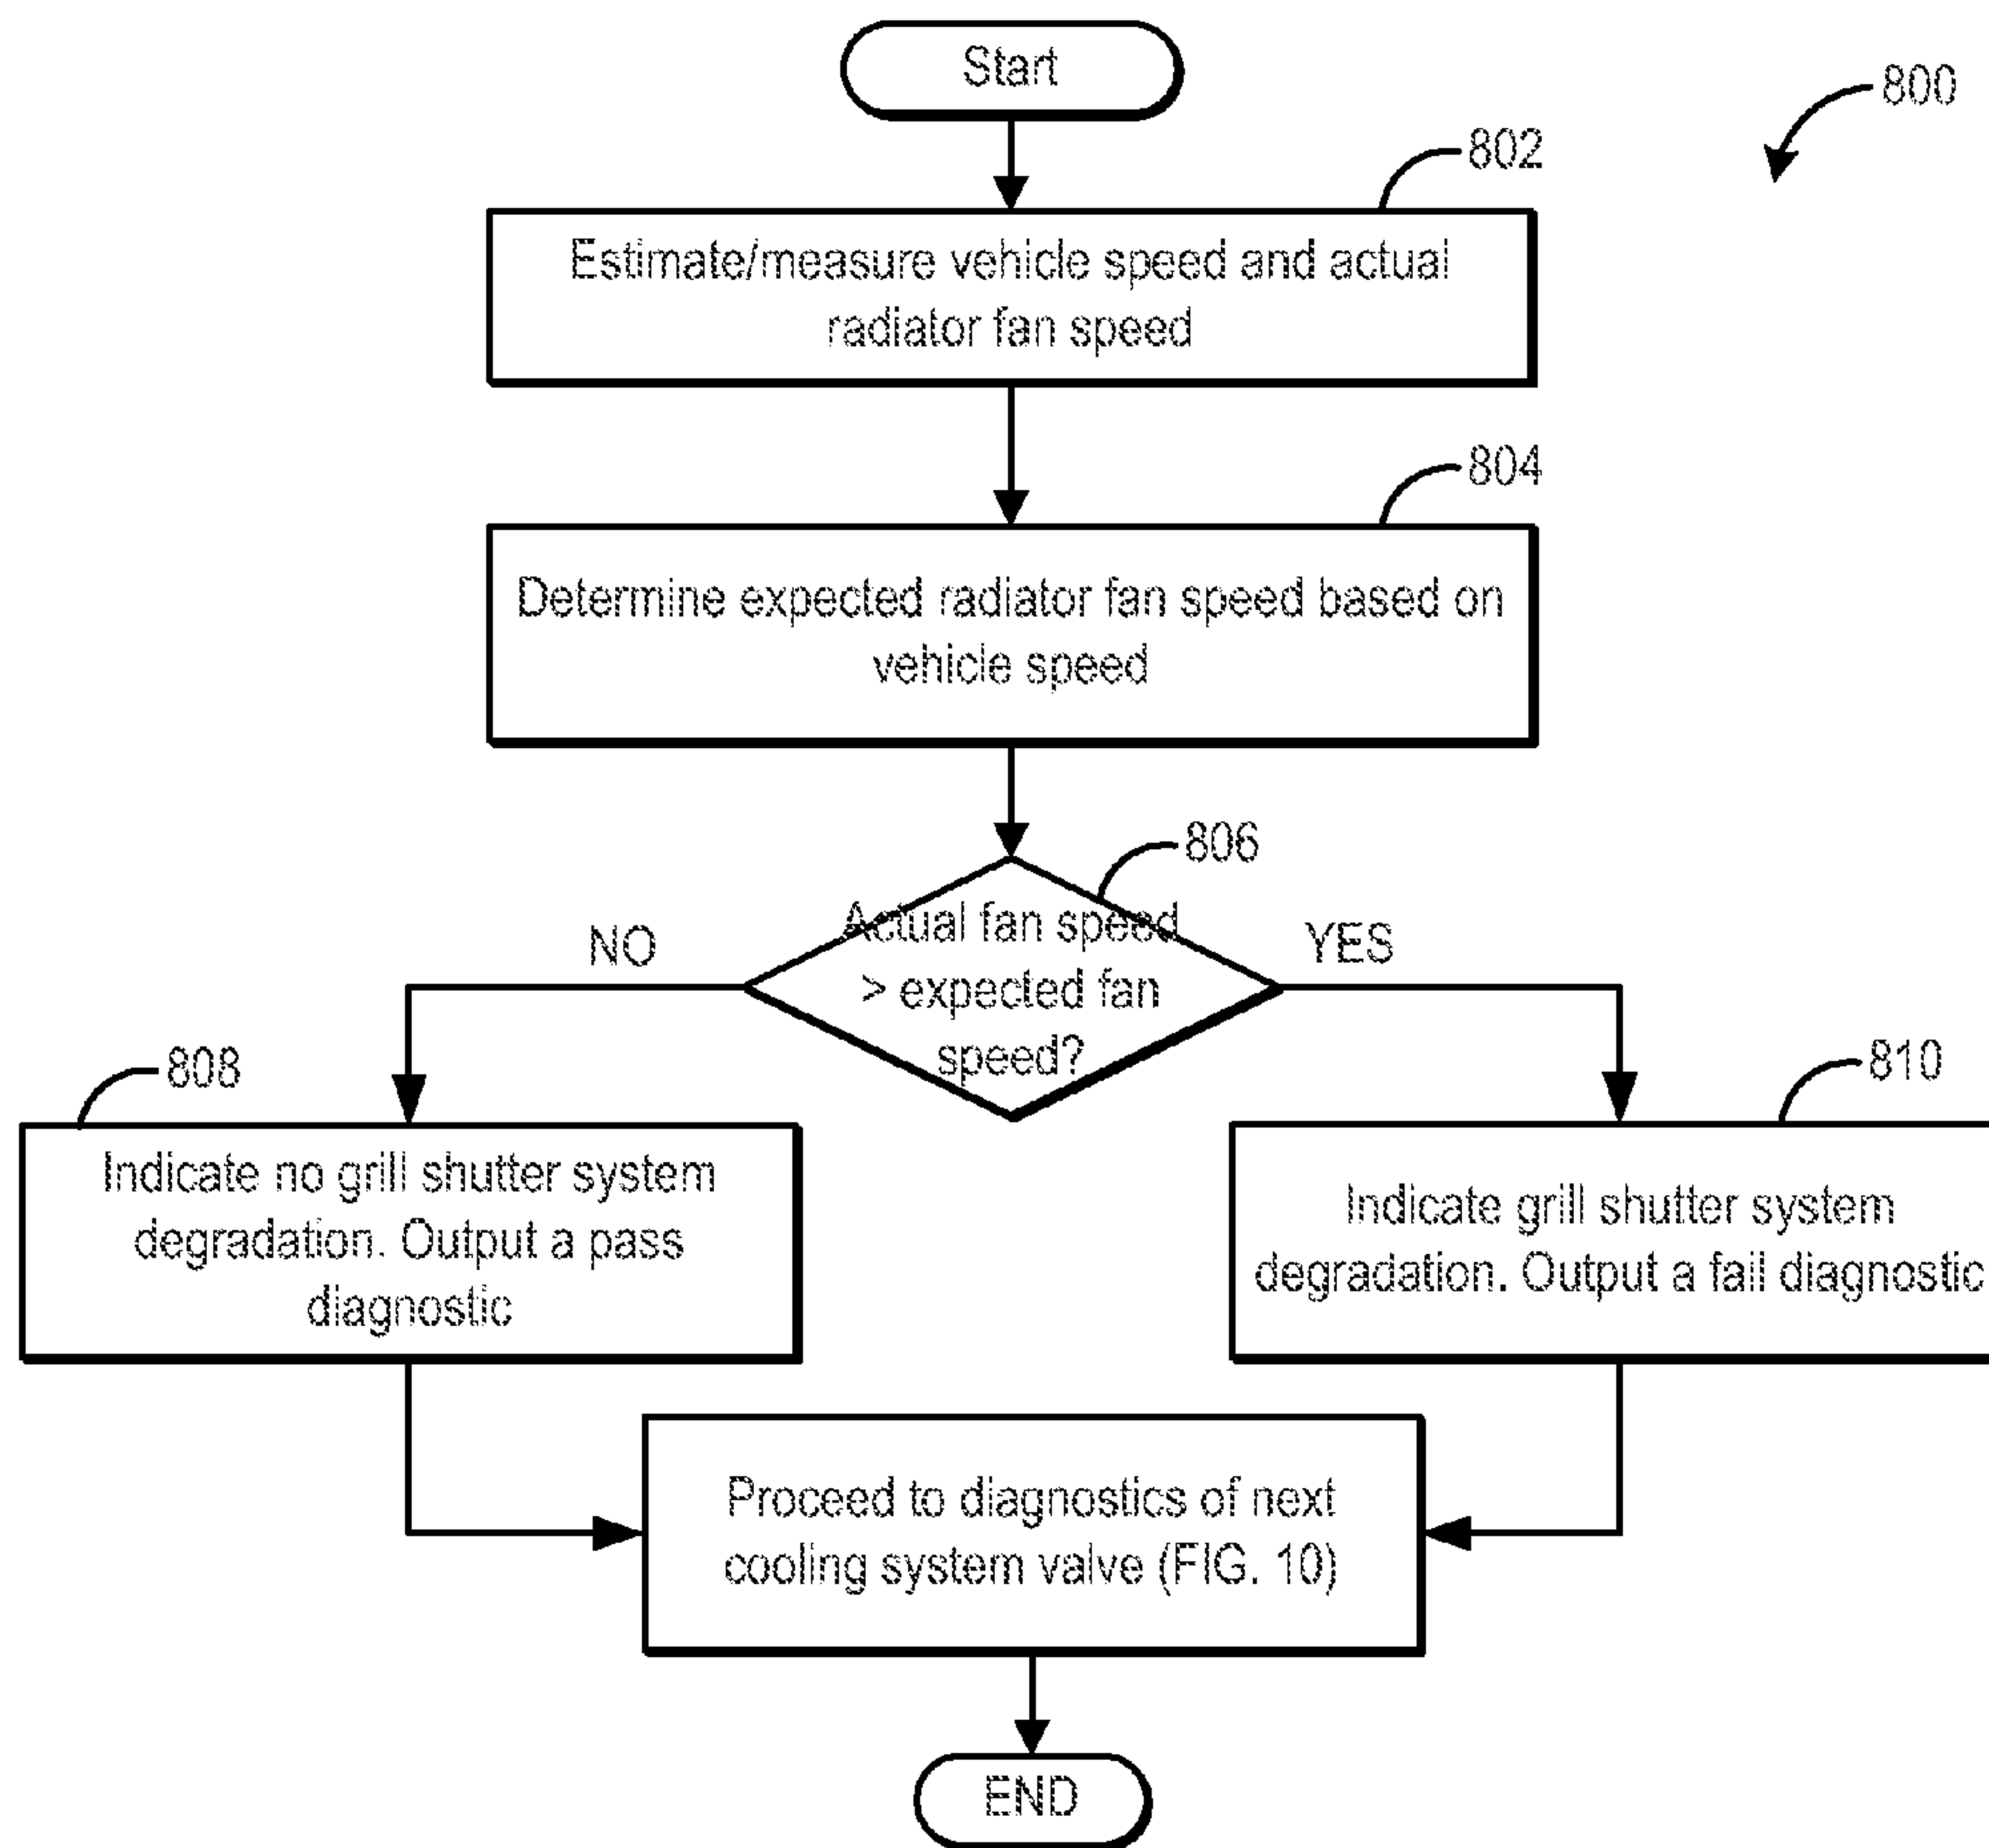 Start
800
802
Estimate/measure vehicle speed and actual
radiator fan speed
804
Determine expected radiator fan speed based on
vehicle speed
806
Actual fan speed
> expected fan
speed?
NO
YES
808
810
Indicate no grill shutter system
degradation. Output a pass
diagnostic
Indicate grill shutter system
degradation. Output a fail diagnostic
Proceed to diagnostics of next
cooling system valve (FIG. 10)
END